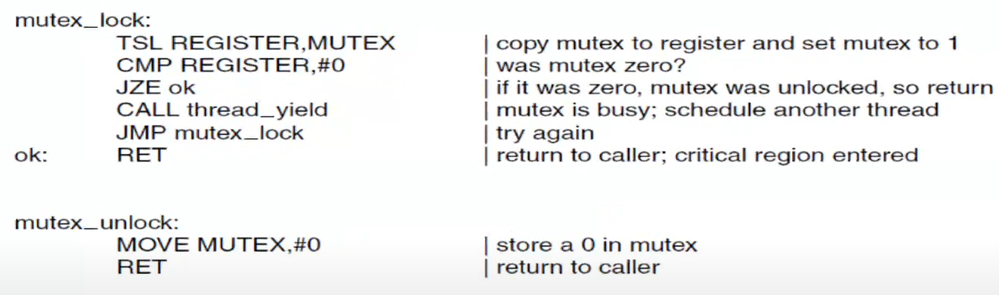 mutex_lock:
TSL REGISTER,MUTEX | copy mutex to register and set mutex to 1
CMP REGISTER,#0 | was mutex zero?
JZE ok | if it was zero, mutex was unlocked, so return
CALL thread_yield | mutex is busy; schedule another thread
JMP mutex_lock | try again
ok: RET | return to caller; critical region entered
mutex_unlock:
MOVE MUTEX,#0 | store a 0 in mutex
RET | return to caller